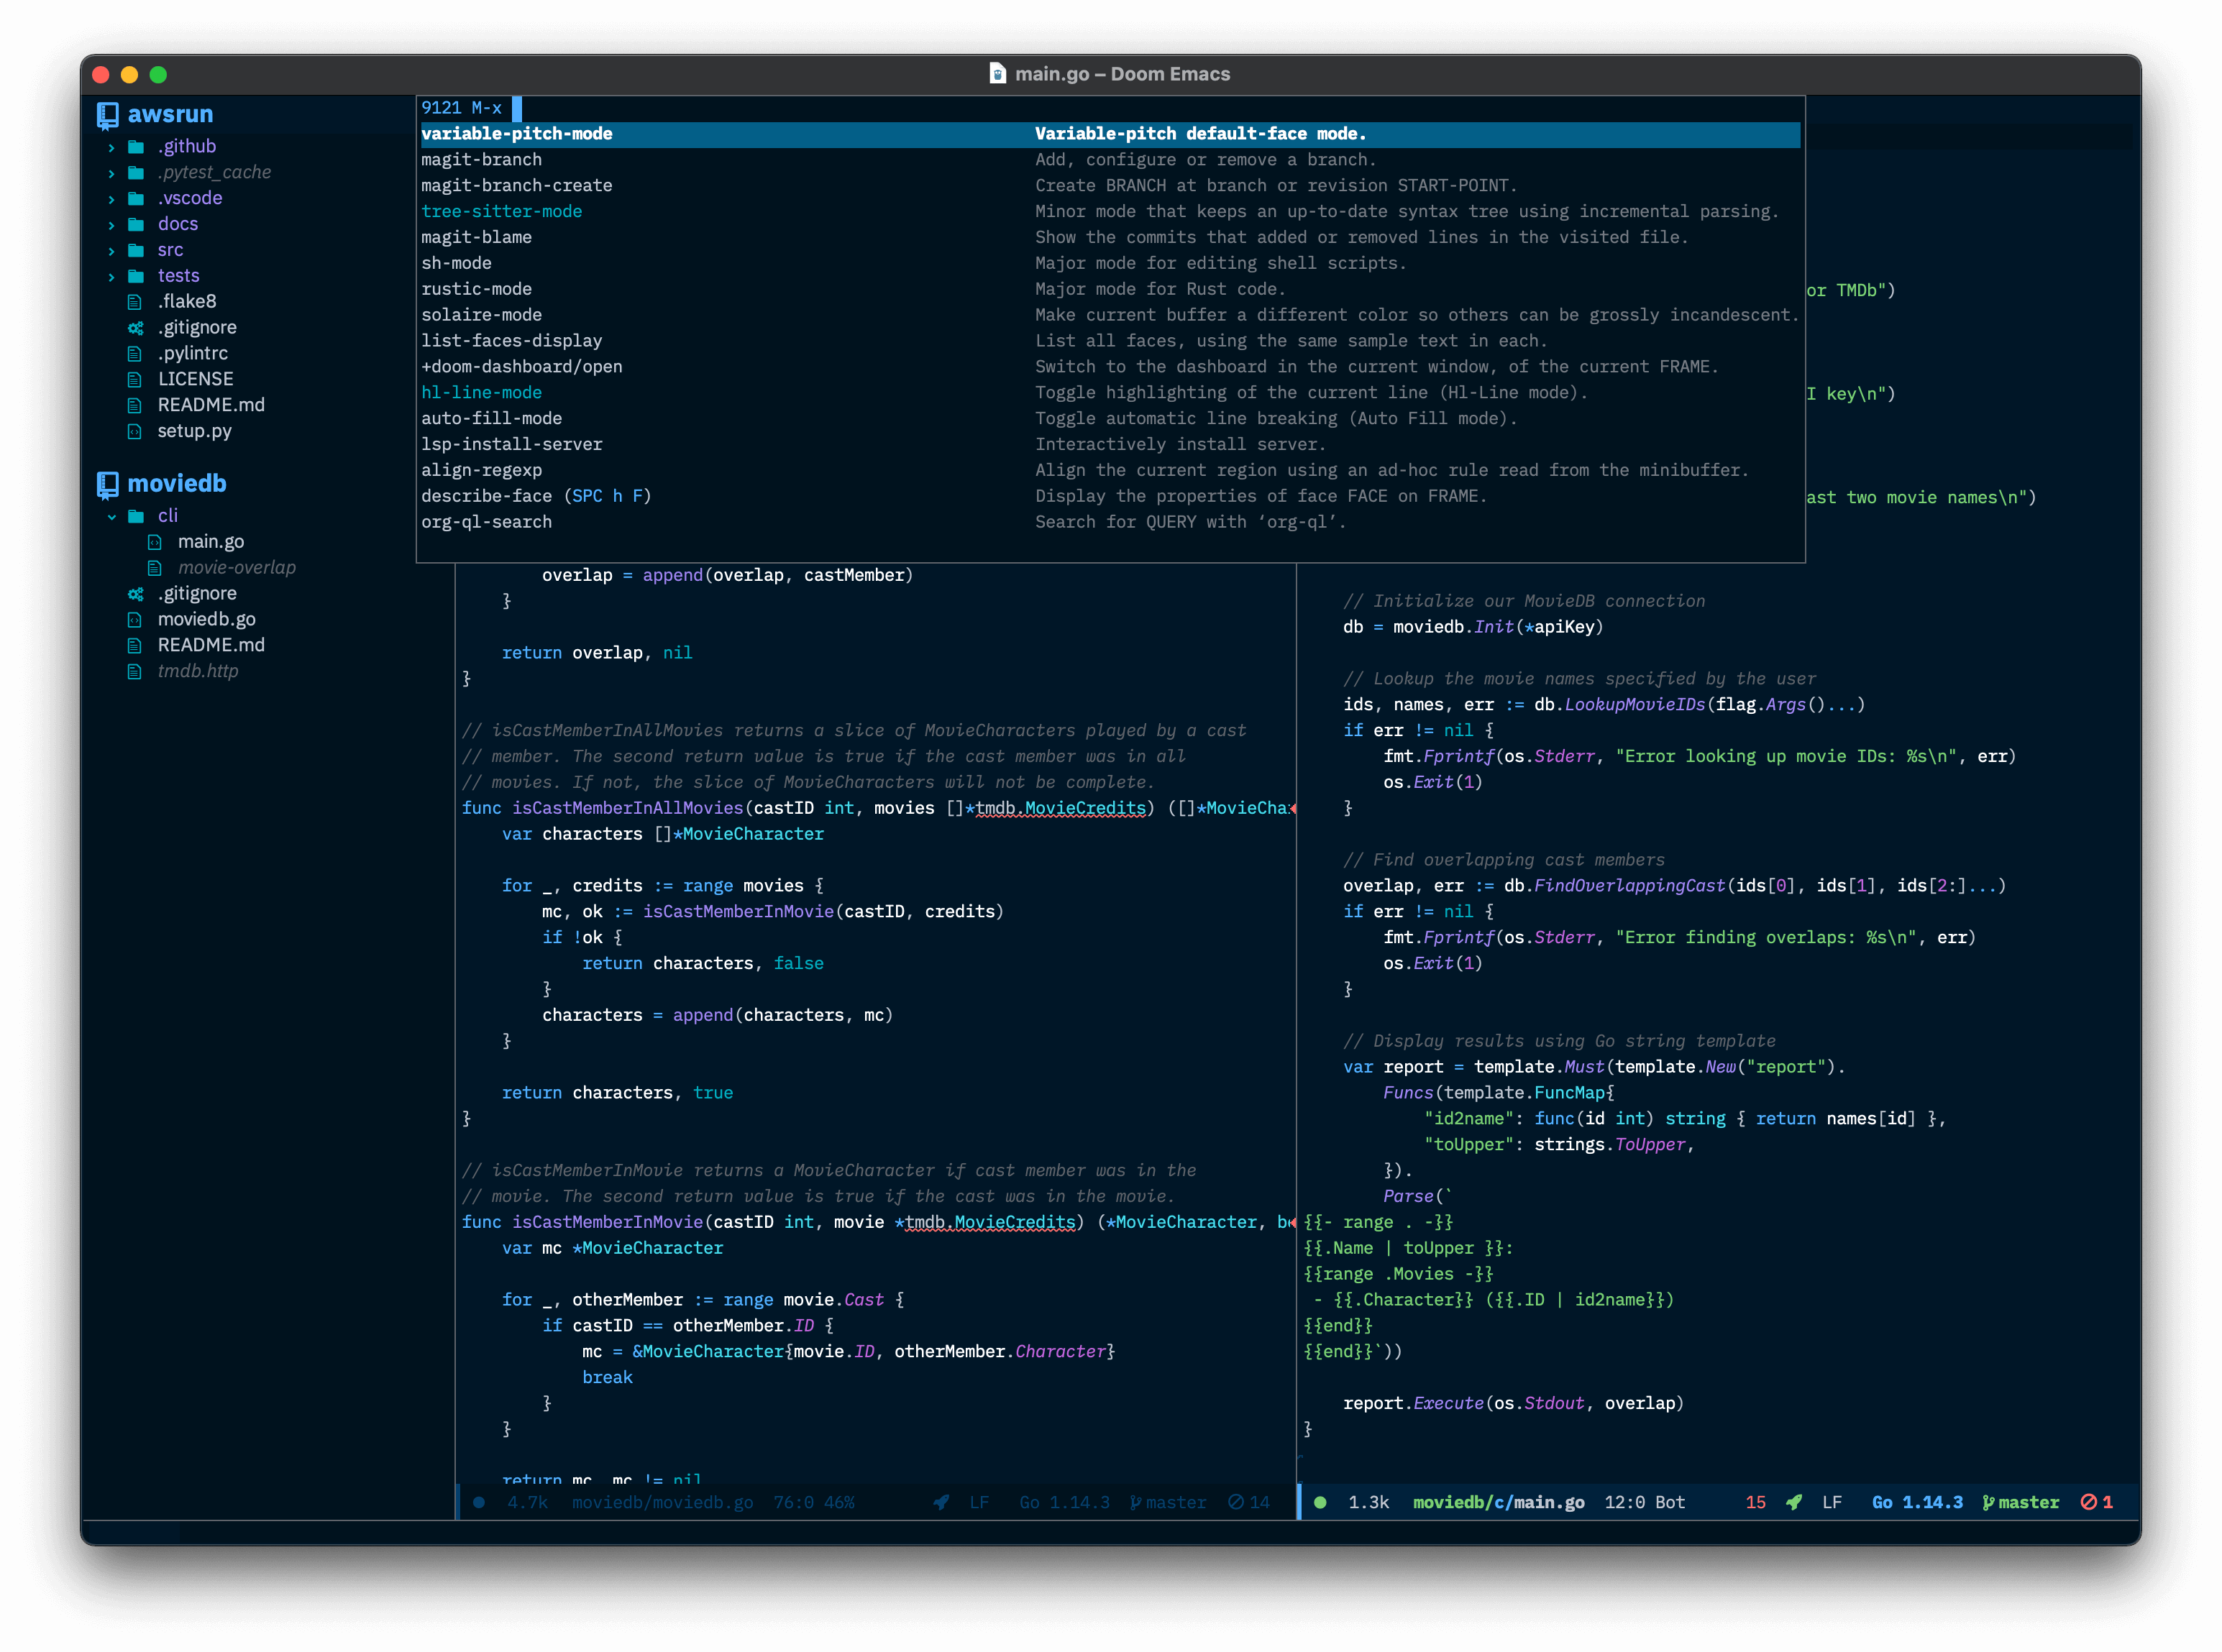 main.go – Doom Emacs
awsrun
.github
.pytest_cache
.vscode
docs
src
tests
.flake8
.gitignore
.pylintrc
LICENSE
README.md
setup.py
moviedb
cli
main.go
movie-overlap
.gitignore
moviedb.go
README.md
tmdb.http
9121 M-x
variable-pitch-mode Variable-pitch default-face mode.
magit-branch Add, configure or remove a branch.
magit-branch-create Create BRANCH at branch or revision START-POINT.
tree-sitter-mode Minor mode that keeps an up-to-date syntax tree using incremental parsing.
magit-blame Show the commits that added or removed lines in the visited file.
sh-mode Major mode for editing shell scripts.
rustic-mode Major mode for Rust code.
solaire-mode Make current buffer a different color so others can be grossly incandescent.
list-faces-display List all faces, using the same sample text in each.
+doom-dashboard/open Switch to the dashboard in the current window, of the current FRAME.
hl-line-mode Toggle highlighting of the current line (Hl-Line mode).
auto-fill-mode Toggle automatic line breaking (Auto Fill mode).
lsp-install-server Interactively install server.
align-regexp Align the current region using an ad-hoc rule read from the minibuffer.
describe-face (SPC h F) Display the properties of face FACE on FRAME.
org-ql-search Search for QUERY with ‘org-ql’.
overlap = append(overlap, castMember)
}
return overlap, nil
}
// isCastMemberInAllMovies returns a slice of MovieCharacters played by a cast
// member. The second return value is true if the cast member was in all
// movies. If not, the slice of MovieCharacters will not be complete.
func isCastMemberInAllMovies(castID int, movies []*tmdb.MovieCredits) ([]*MovieCha
var characters []*MovieCharacter
for _, credits := range movies {
mc, ok := isCastMemberInMovie(castID, credits)
if !ok {
return characters, false
}
characters = append(characters, mc)
}
return characters, true
}
// isCastMemberInMovie returns a MovieCharacter if cast member was in the
// movie. The second return value is true if the cast was in the movie.
func isCastMemberInMovie(castID int, movie *tmdb.MovieCredits) (*MovieCharacter, b
var mc *MovieCharacter
for _, otherMember := range movie.Cast {
if castID == otherMember.ID {
mc = &MovieCharacter{movie.ID, otherMember.Character}
break
}
}
return mc, mc != nil
4.7k moviedb/moviedb.go 76:0 46% LF Go 1.14.3 master 14
or TMDb")
I key\n")
ast two movie names\n")
// Initialize our MovieDB connection
db = moviedb.Init(*apiKey)
// Lookup the movie names specified by the user
ids, names, err := db.LookupMovieIDs(flag.Args()...)
if err != nil {
fmt.Fprintf(os.Stderr, "Error looking up movie IDs: %s\n", err)
os.Exit(1)
}
// Find overlapping cast members
overlap, err := db.FindOverlappingCast(ids[0], ids[1], ids[2:]...)
if err != nil {
fmt.Fprintf(os.Stderr, "Error finding overlaps: %s\n", err)
os.Exit(1)
}
// Display results using Go string template
var report = template.Must(template.New("report").
Funcs(template.FuncMap{
"id2name": func(id int) string { return names[id] },
"toUpper": strings.ToUpper,
}).
Parse(`
{{- range . -}}
{{.Name | toUpper }}:
{{range .Movies -}}
- {{.Character}} ({{.ID | id2name}})
{{end}}
{{end}}`))
report.Execute(os.Stdout, overlap)
}
1.3k moviedb/c/main.go 12:0 Bot 15 LF Go 1.14.3 master 1